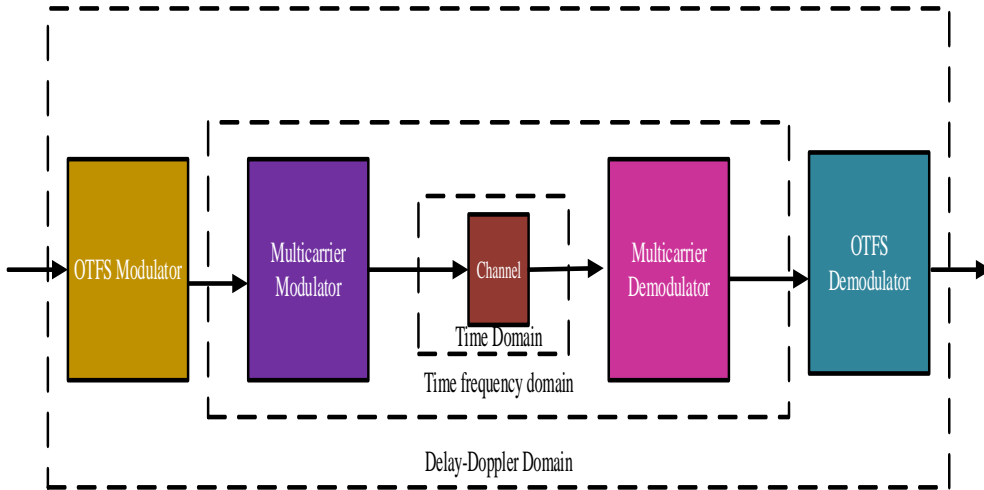 OTFS Modulator
Multicarrier
Modulator
Channel
Multicarrier
Demodulator
OTFS
Demodulator
Time Domain
Time frequency domain
Delay-Doppler Domain